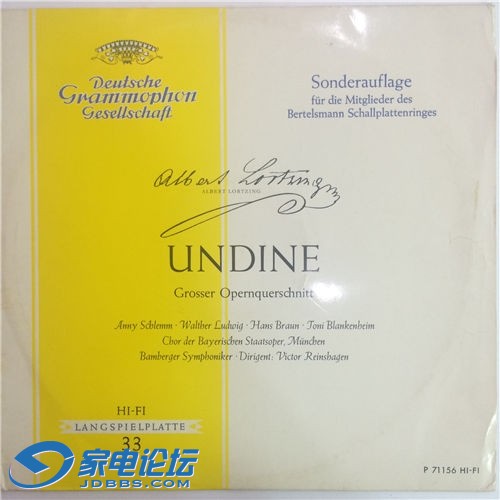 Deutsche
Grammophon
Gesellschaft
Sonderauflage
für die Mitglieder des
Bertelsmann Schallplattenringes
Albert Lortzing
ALBERT LORTZING
UNDINE
Grosser Opernquerschnitt
Anny Schlemm · Walther Ludwig · Hans Braun · Toni Blankenheim
Chor der Bayerischen Staatsoper, München
Bamberger Symphoniker · Dirigent: Victor Reinshagen
HI-FI
LANGSPIELPLATTE
33
家电论坛
JDBBS.COM
P 71156 HI-FI